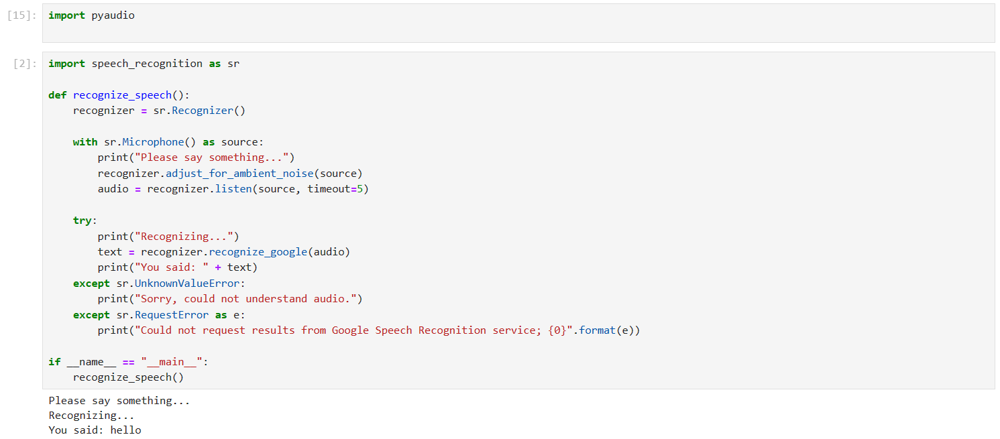 [15]: import pyaudio
[2]: import speech_recognition as sr
def recognize_speech():
    recognizer = sr.Recognizer()
    with sr.Microphone() as source:
        print("Please say something...")
        recognizer.adjust_for_ambient_noise(source)
        audio = recognizer.listen(source, timeout=5)
    try:
        print("Recognizing...")
        text = recognizer.recognize_google(audio)
        print("You said: " + text)
    except sr.UnknownValueError:
        print("Sorry, could not understand audio.")
    except sr.RequestError as e:
        print("Could not request results from Google Speech Recognition service; {0}".format(e))
if __name__ == "__main__":
    recognize_speech()
Please say something...
Recognizing...
You said: hello